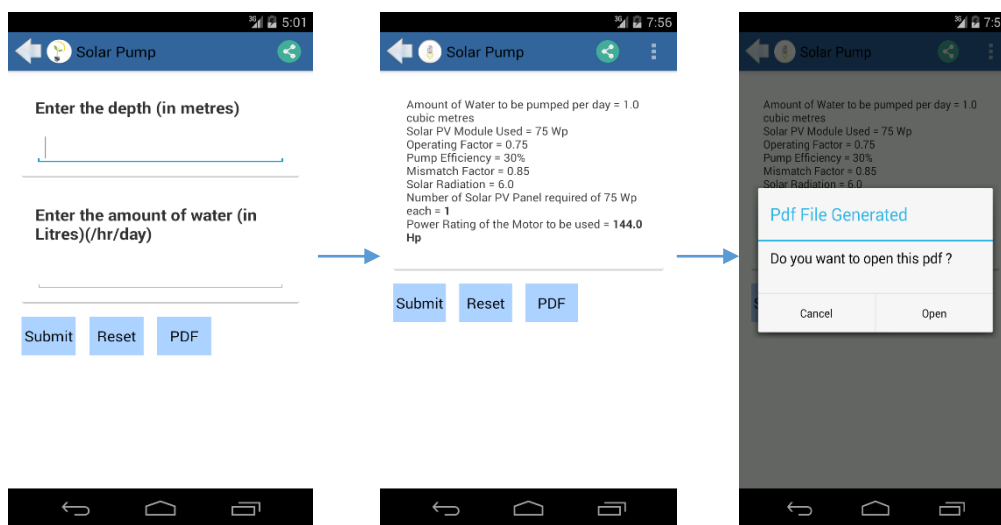 3G 5:01
Solar Pump
Enter the depth (in metres)
Enter the amount of water (in
Litres)(/hr/day)
Submit Reset PDF
3G 7:56
Solar Pump
Amount of Water to be pumped per day = 1.0
cubic metres
Solar PV Module Used = 75 Wp
Operating Factor = 0.75
Pump Efficiency = 30%
Mismatch Factor = 0.85
Solar Radiation = 6.0
Number of Solar PV Panel required of 75 Wp
each = 1
Power Rating of the Motor to be used = 144.0
Hp
Submit Reset PDF
3G 7:5
Solar Pump
Amount of Water to be pumped per day = 1.0
cubic metres
Solar PV Module Used = 75 Wp
Operating Factor = 0.75
Pump Efficiency = 30%
Mismatch Factor = 0.85
Solar Radiation = 6.0
Pdf File Generated
Do you want to open this pdf ?
Cancel Open